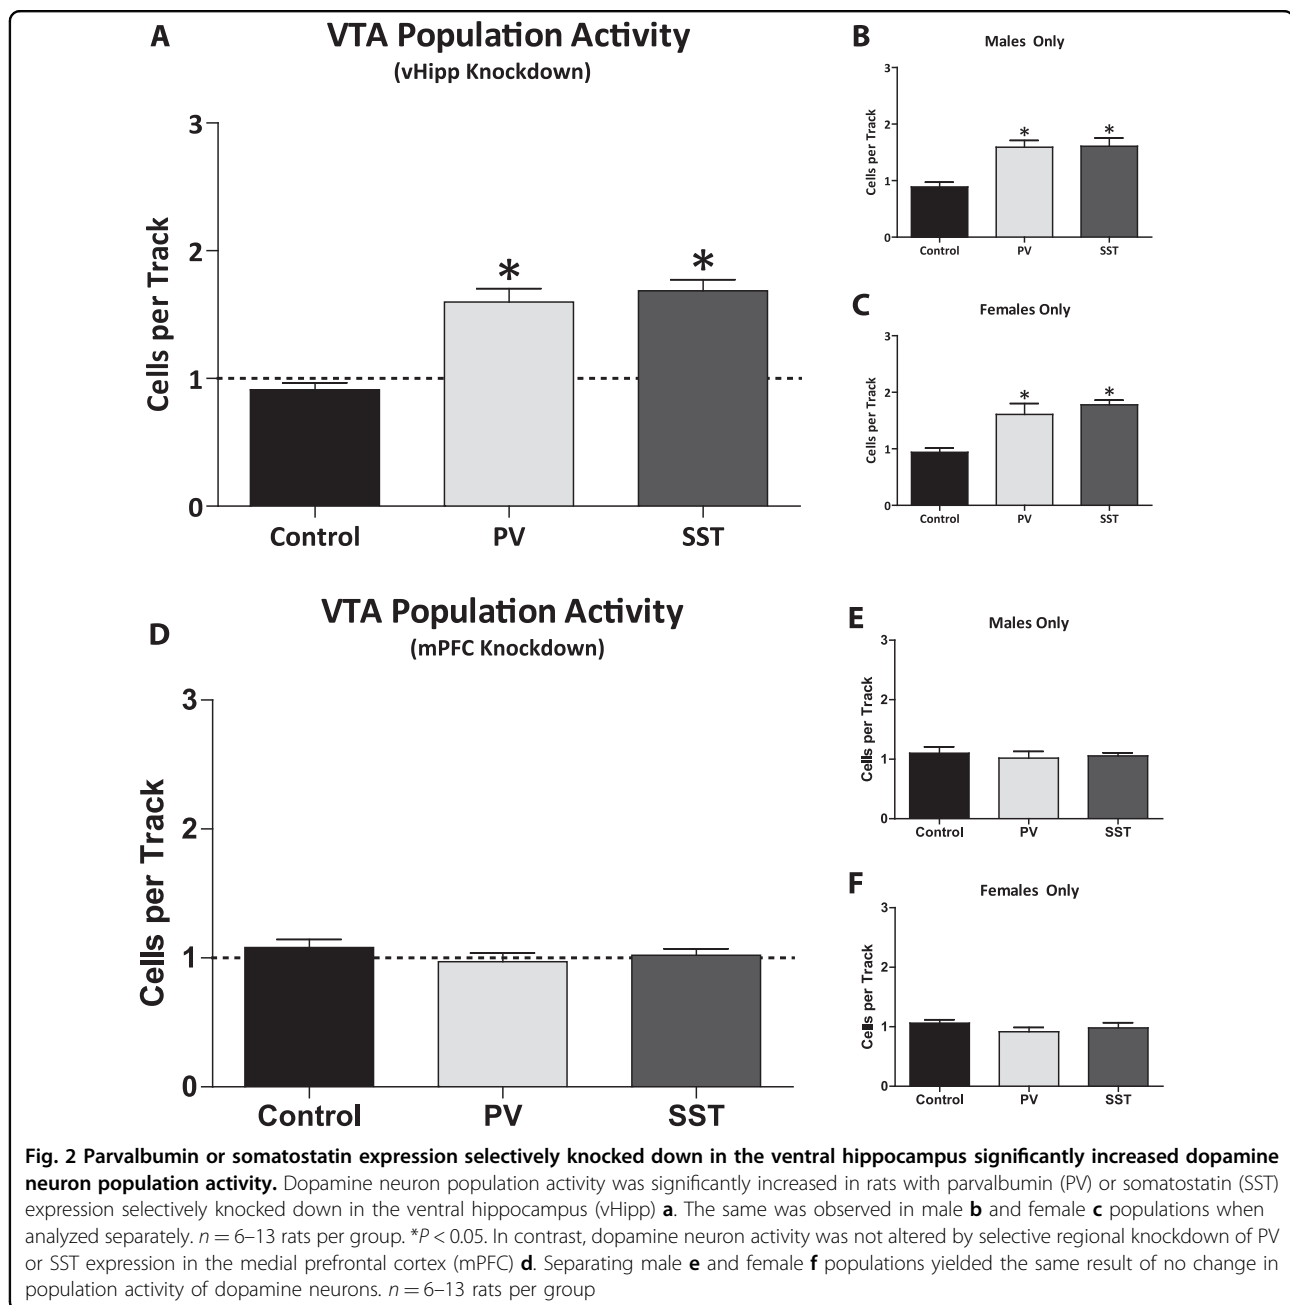 A
VTA Population Activity
(vHipp Knockdown)
Cells per Track
3
2
1
0
*
*
Control
PV
SST
B
Males Only
Cells per Track
3
2
1
0
*
*
Control
PV
SST
C
Females Only
Cells per Track
3
2
1
0
*
*
Control
PV
SST
D
VTA Population Activity
(mPFC Knockdown)
Cells per Track
3
2
1
0
Control
PV
SST
E
Males Only
Cells per Track
3
2
1
0
Control
PV
SST
F
Females Only
Cells per Track
3
2
1
0
Control
PV
SST
Fig. 2 Parvalbumin or somatostatin expression selectively knocked down in the ventral hippocampus significantly increased dopamine
neuron population activity. Dopamine neuron population activity was significantly increased in rats with parvalbumin (PV) or somatostatin (SST)
expression selectively knocked down in the ventral hippocampus (vHipp) a. The same was observed in male b and female c populations when
analyzed separately. n = 6–13 rats per group. *P < 0.05. In contrast, dopamine neuron activity was not altered by selective regional knockdown of PV
or SST expression in the medial prefrontal cortex (mPFC) d. Separating male e and female f populations yielded the same result of no change in
population activity of dopamine neurons. n = 6–13 rats per group